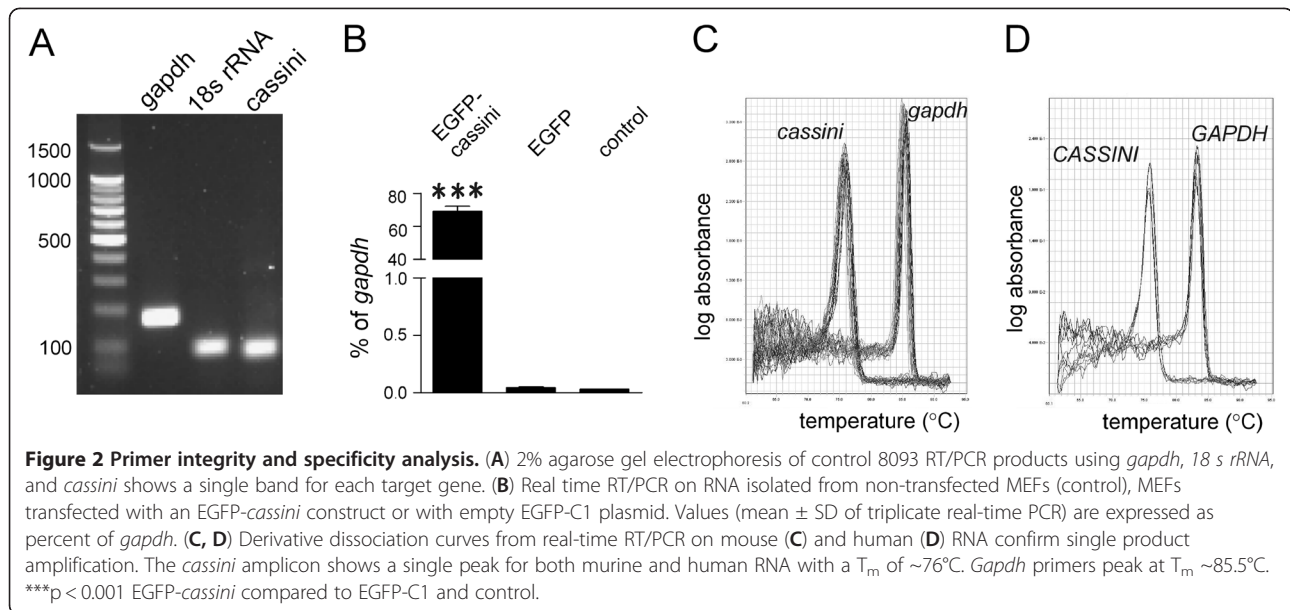 A
gapdh
18s rRNA
cassini
1500
1000
500
100
B
EGFP-
cassini
EGFP
control
***
80
60
40
1.0
0.5
0.0
% of gapdh
C
cassini
gapdh
log absorbance
temperature (°C)
D
CASSINI
GAPDH
log absorbance
temperature (°C)
Figure 2 Primer integrity and specificity analysis. (A) 2% agarose gel electrophoresis of control 8093 RT/PCR products using gapdh, 18 s rRNA,
and cassini shows a single band for each target gene. (B) Real time RT/PCR on RNA isolated from non-transfected MEFs (control), MEFs
transfected with an EGFP-cassini construct or with empty EGFP-C1 plasmid. Values (mean ± SD of triplicate real-time PCR) are expressed as
percent of gapdh. (C, D) Derivative dissociation curves from real-time RT/PCR on mouse (C) and human (D) RNA confirm single product
amplification. The cassini amplicon shows a single peak for both murine and human RNA with a Tm of ~76°C. Gapdh primers peak at Tm ~85.5°C.
***p < 0.001 EGFP-cassini compared to EGFP-C1 and control.